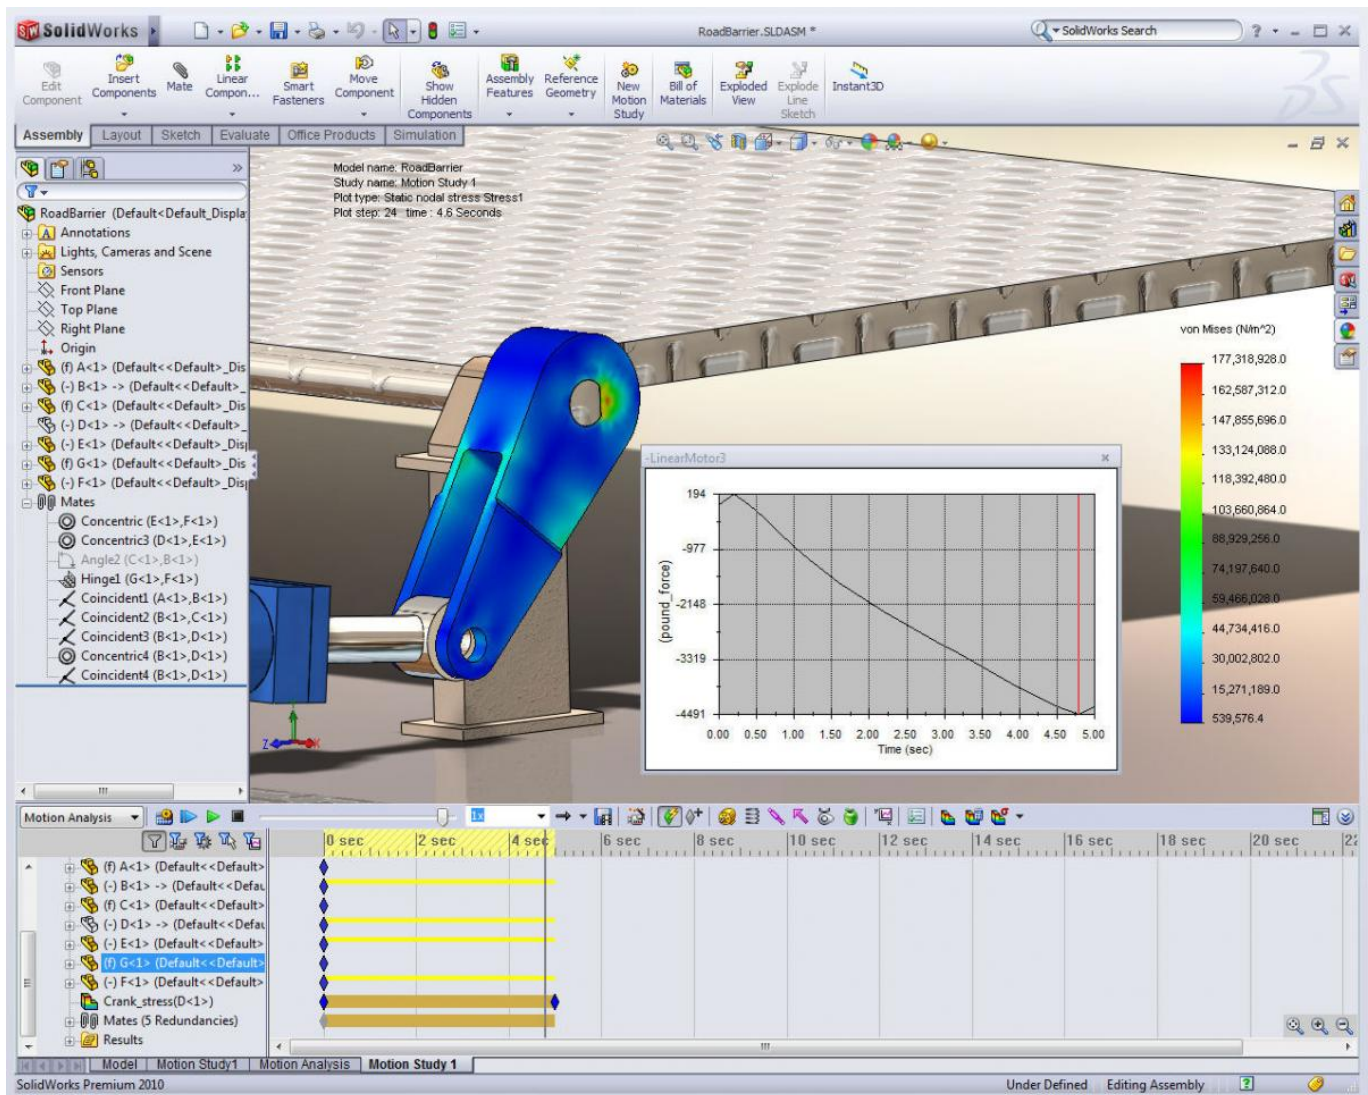 SolidWorks
RoadBarrier.SLDASM *
SolidWorks Search
?
Edit Component
Insert Components
Mate
Linear Compon...
Smart Fasteners
Move Component
Show Hidden Components
Assembly Features
Reference Geometry
New Motion Study
Bill of Materials
Exploded View
Explode Line Sketch
Instant3D
Assembly Layout Sketch Evaluate Office Products Simulation
Model name: RoadBarrier
Study name: Motion Study 1
Plot type: Static nodal stress Stress1
Plot step: 24 time : 4.6 Seconds
RoadBarrier (Default<Default_Displa
Annotations
Lights, Cameras and Scene
Sensors
Front Plane
Top Plane
Right Plane
Origin
(f) A<1> (Default<<Default>_Dis
(-) B<1> -> (Default<<Default>_
(f) C<1> (Default<<Default>_Dis
(-) D<1> -> (Default<<Default>_
(-) E<1> (Default<<Default>_Disp
(f) G<1> (Default<<Default>_Dis
(-) F<1> (Default<<Default>_Disp
Mates
Concentric (E<1>,F<1>)
Concentric3 (D<1>,E<1>)
Angle2 (C<1>,B<1>)
Hinge1 (G<1>,F<1>)
Coincident1 (A<1>,B<1>)
Coincident2 (B<1>,C<1>)
Coincident3 (B<1>,D<1>)
Concentric4 (B<1>,D<1>)
Coincident4 (B<1>,D<1>)
Z X
von Mises (N/m^2)
177,318,928.0
162,587,312.0
147,855,696.0
133,124,088.0
118,392,480.0
103,660,864.0
88,929,256.0
74,197,640.0
59,466,028.0
44,734,416.0
30,002,802.0
15,271,189.0
539,576.4
-LinearMotor3
194
-977
-2148
-3319
-4491
(pound_force)
0.00 0.50 1.00 1.50 2.00 2.50 3.00 3.50 4.00 4.50 5.00
Time (sec)
Motion Analysis
1x
0 sec 2 sec 4 sec 6 sec 8 sec 10 sec 12 sec 14 sec 16 sec 18 sec 20 sec 22
(f) A<1> (Default<<Default>
(-) B<1> -> (Default<<Defau
(f) C<1> (Default<<Default>
(-) D<1> -> (Default<<Defau
(-) E<1> (Default<<Default>
(f) G<1> (Default<<Default>
(-) F<1> (Default<<Default>
Crank_stress(D<1>)
Mates (5 Redundancies)
Results
Model Motion Study1 Motion Analysis Motion Study 1
SolidWorks Premium 2010
Under Defined Editing Assembly ?